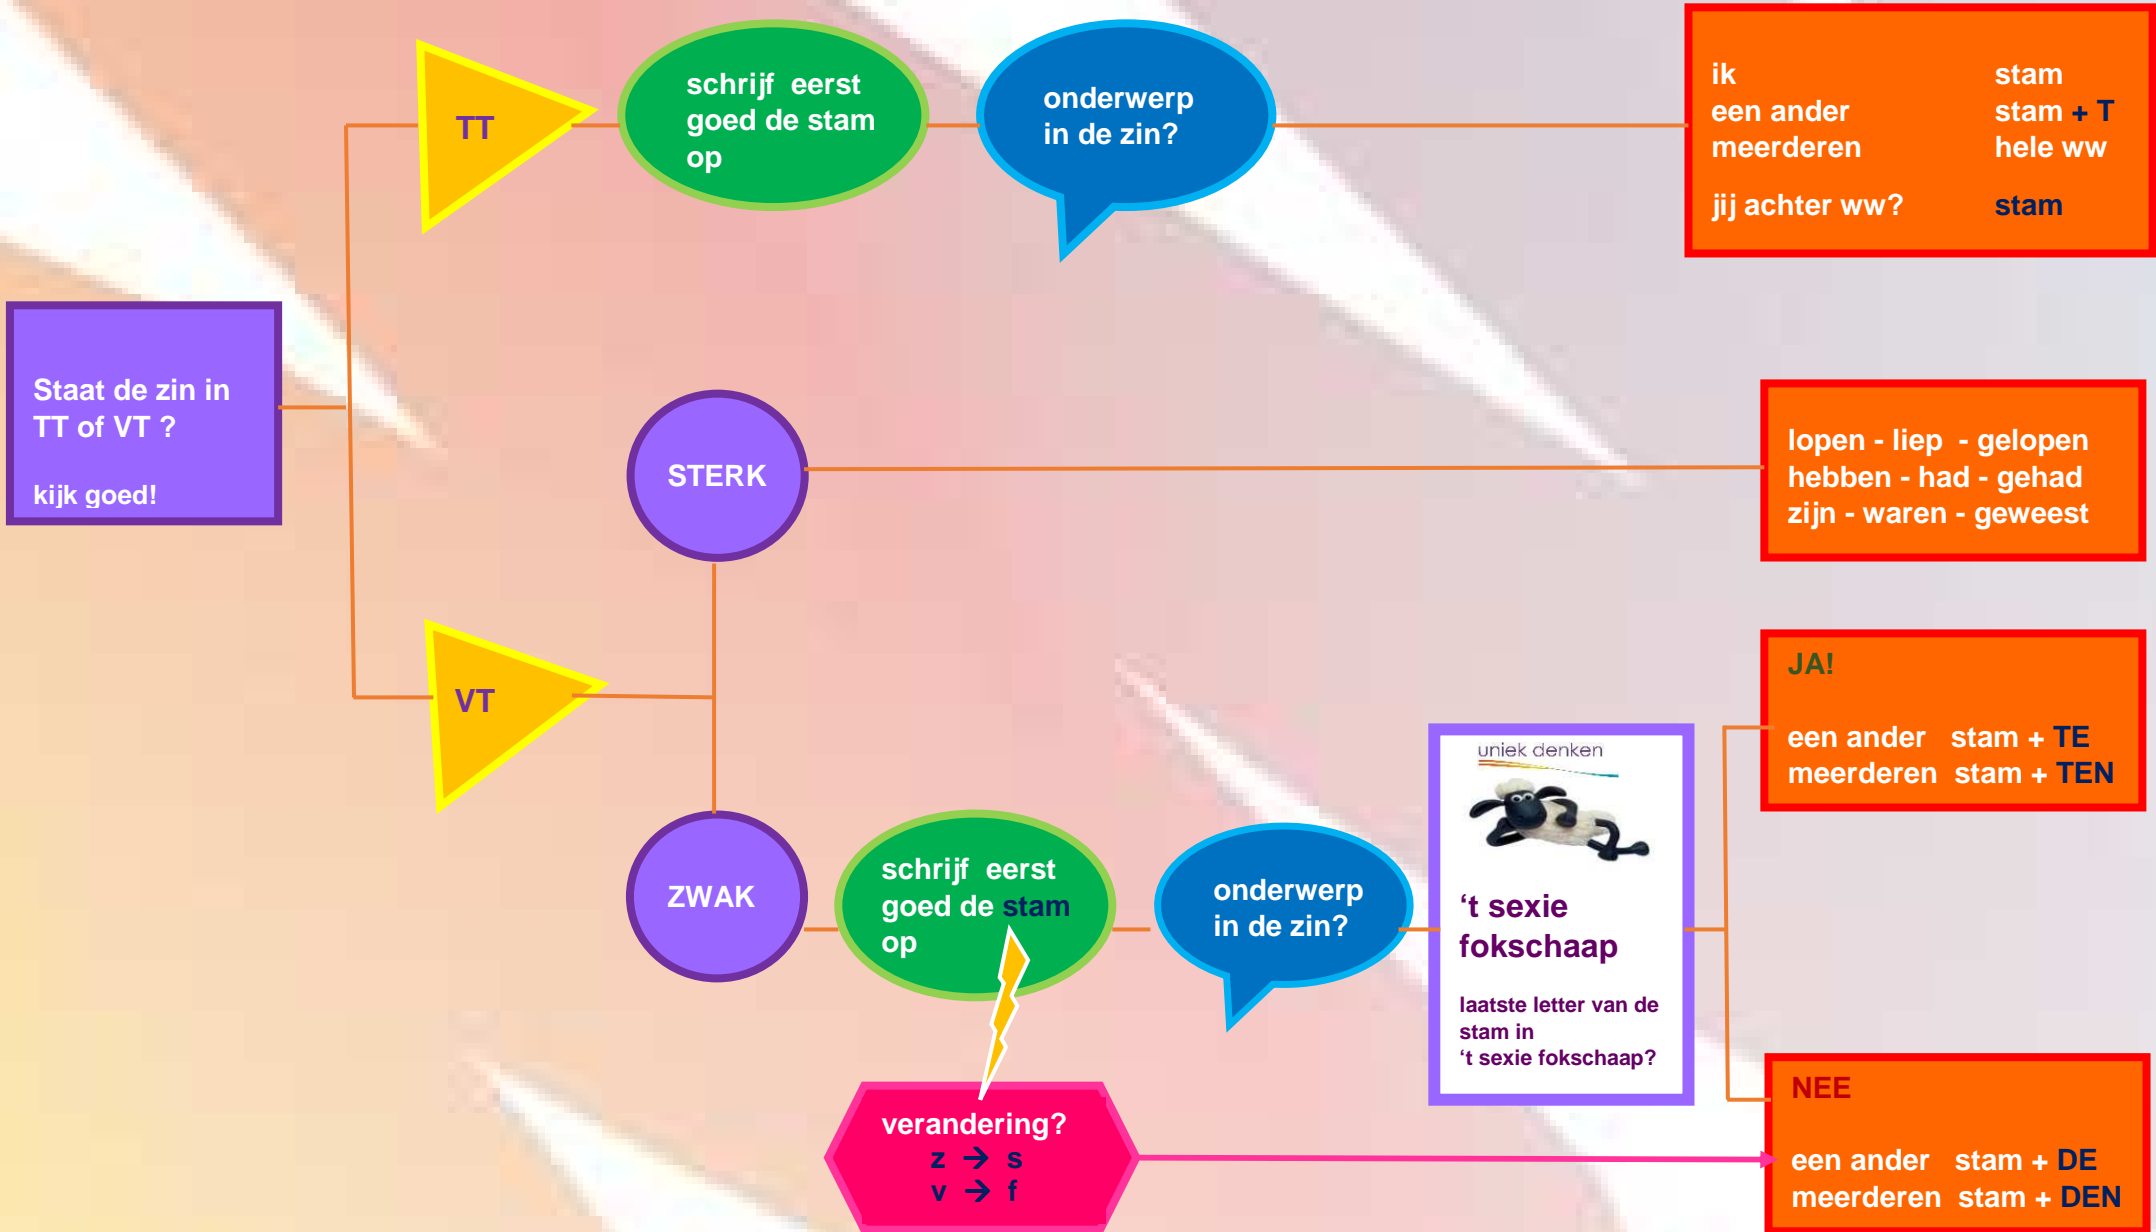 Staat de zin in
TT of VT ?
kijk goed!
TT
schrijf eerst
goed de stam
op
onderwerp
in de zin?
ik stam
een ander stam + T
meerderen hele ww
jij achter ww? stam
VT
STERK
lopen - liep - gelopen
hebben - had - gehad
zijn - waren - geweest
ZWAK
schrijf eerst
goed de stam
op
verandering?
z → s
v → f
onderwerp
in de zin?
uniek denken
‘t sexie
fokschaap
laatste letter van de
stam in
‘t sexie fokschaap?
JA!
een ander stam + TE
meerderen stam + TEN
NEE
een ander stam + DE
meerderen stam + DEN